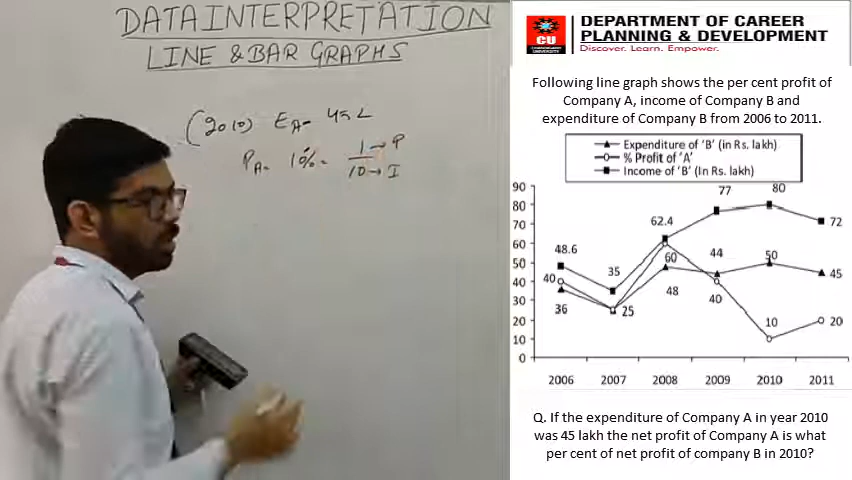 DATA INTERPRETATION
LINE & BAR GRAPHS
(2010) EA = 45 L
PA = 10% = 1 → P
10 → I
CU
DEPARTMENT OF CAREER
PLANNING & DEVELOPMENT
Discover. Learn. Empower.
Following line graph shows the per cent profit of
Company A, income of Company B and
expenditure of Company B from 2006 to 2011.
Expenditure of 'B' (in Rs. lakh)
% Profit of 'A'
Income of 'B' (In Rs. lakh)
90
80
70
60
50
40
30
20
10
0
77 80
62.4 72
48.6
35 60 44 50 45
40
36 25 48 40 10 20
2006 2007 2008 2009 2010 2011
Q. If the expenditure of Company A in year 2010
was 45 lakh the net profit of Company A is what
per cent of net profit of company B in 2010?